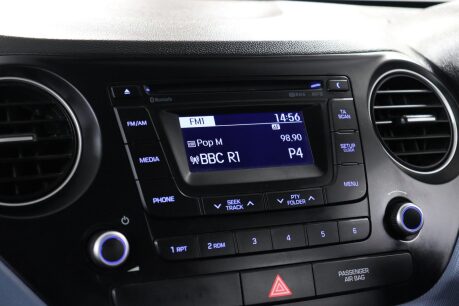 Bluetooth
FM/AM
MEDIA
PHONE
FM1
14:56
AF
Pop M
98.90
BBC R1
P4
TA
SCAN
SETUP
MENU
SEEK
TRACK
PTY
FOLDER
1 RPT
2 RDM
3
4
5
6
PASSENGER
AIR BAG